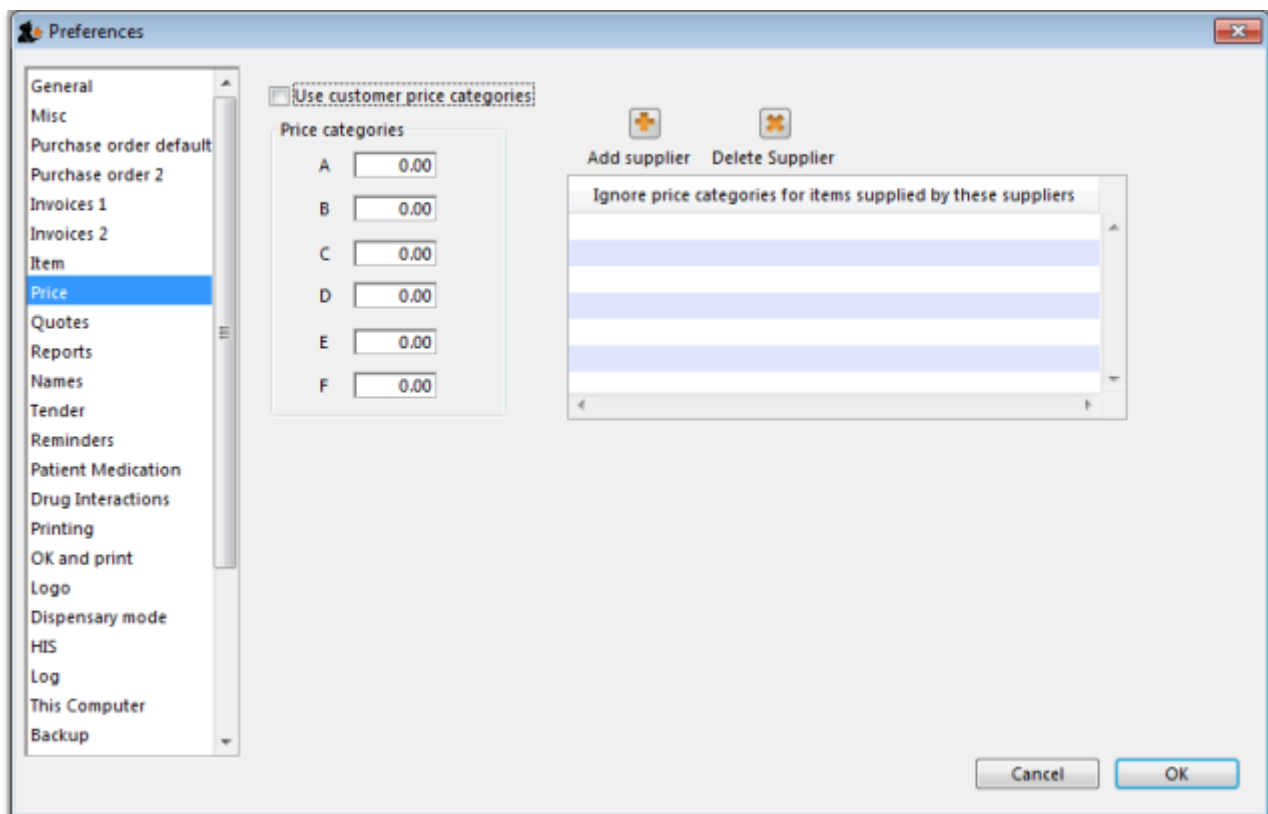 Preferences
General
Misc
Purchase order default
Purchase order 2
Invoices 1
Invoices 2
Item
Price
Quotes
Reports
Names
Tender
Reminders
Patient Medication
Drug Interactions
Printing
OK and print
Logo
Dispensary mode
HIS
Log
This Computer
Backup
Use customer price categories
Price categories
A 0.00
B 0.00
C 0.00
D 0.00
E 0.00
F 0.00
Add supplier Delete Supplier
Ignore price categories for items supplied by these suppliers
Cancel OK